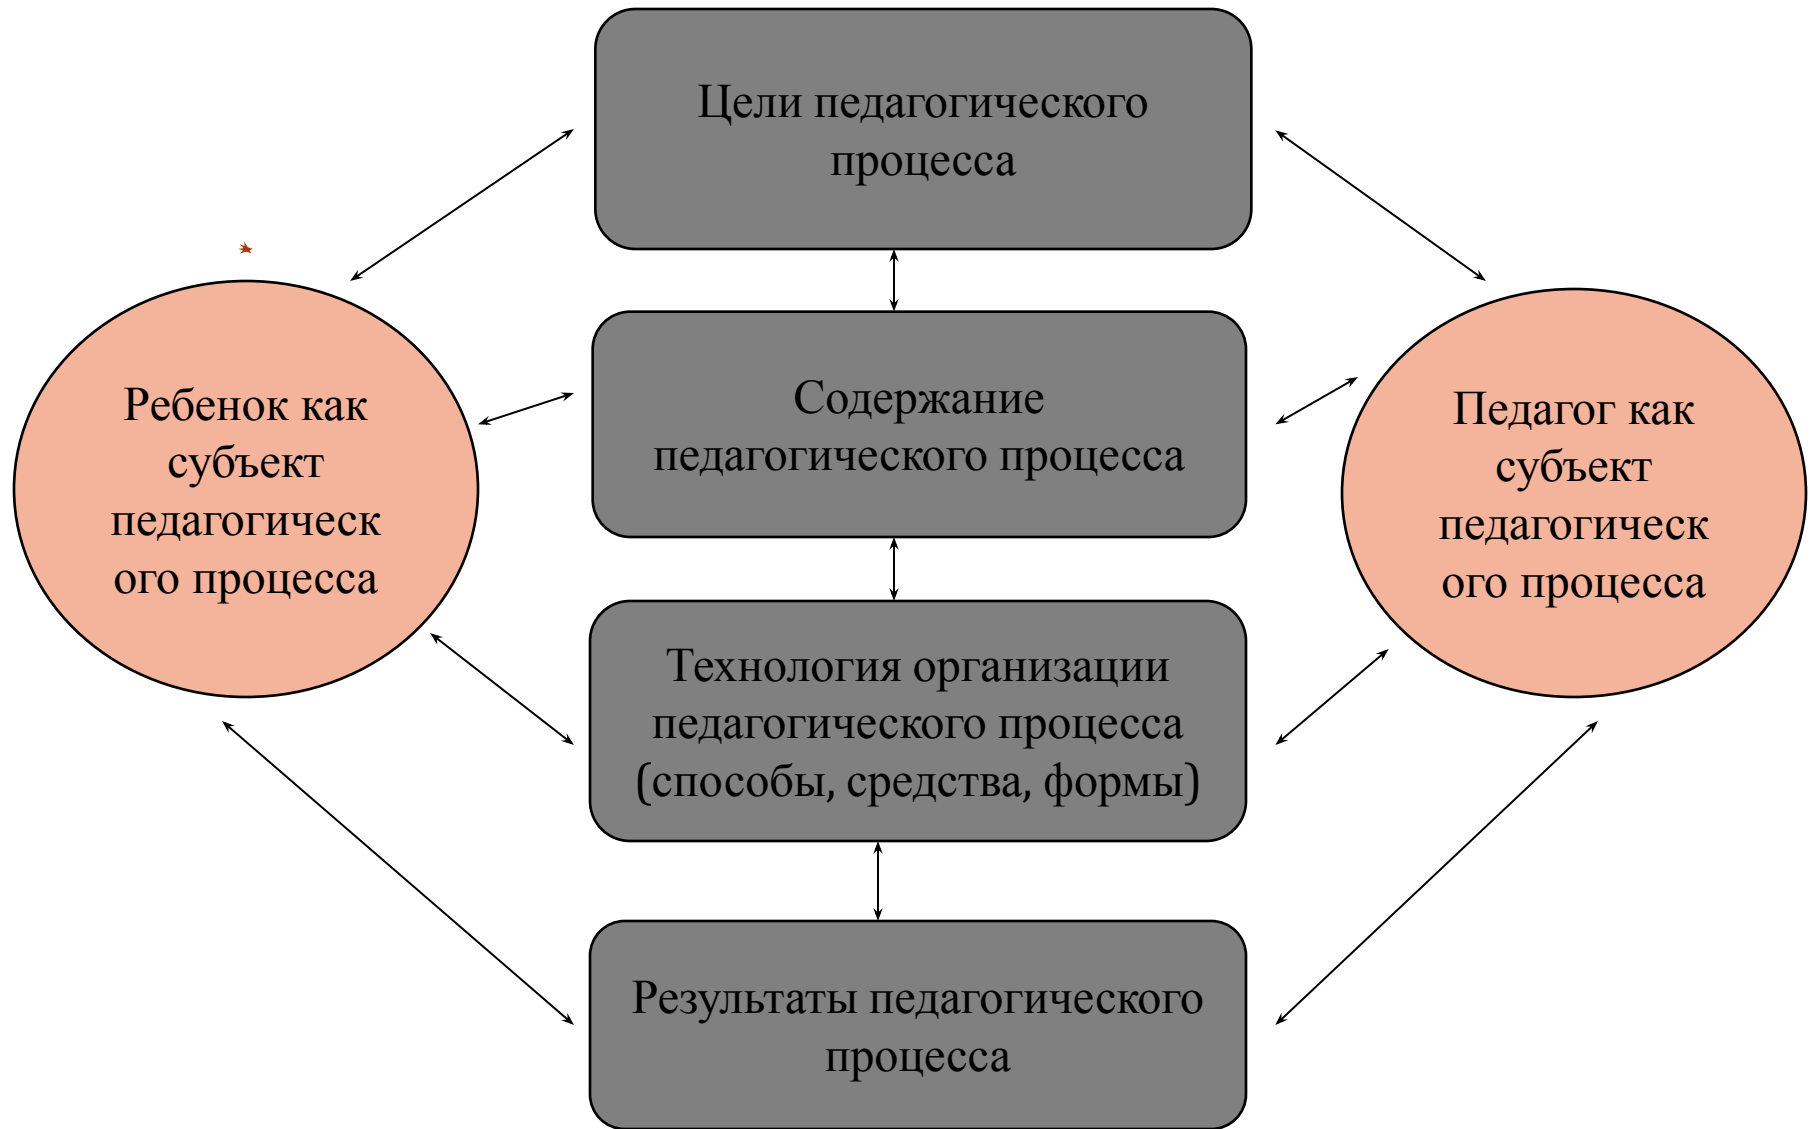 Цели педагогического
процесса
Ребенок как
субъект
педагогическ
ого процесса
Содержание
педагогического процесса
Педагог как
субъект
педагогическ
ого процесса
Технология организации
педагогического процесса
(способы, средства, формы)
Результаты педагогического
процесса